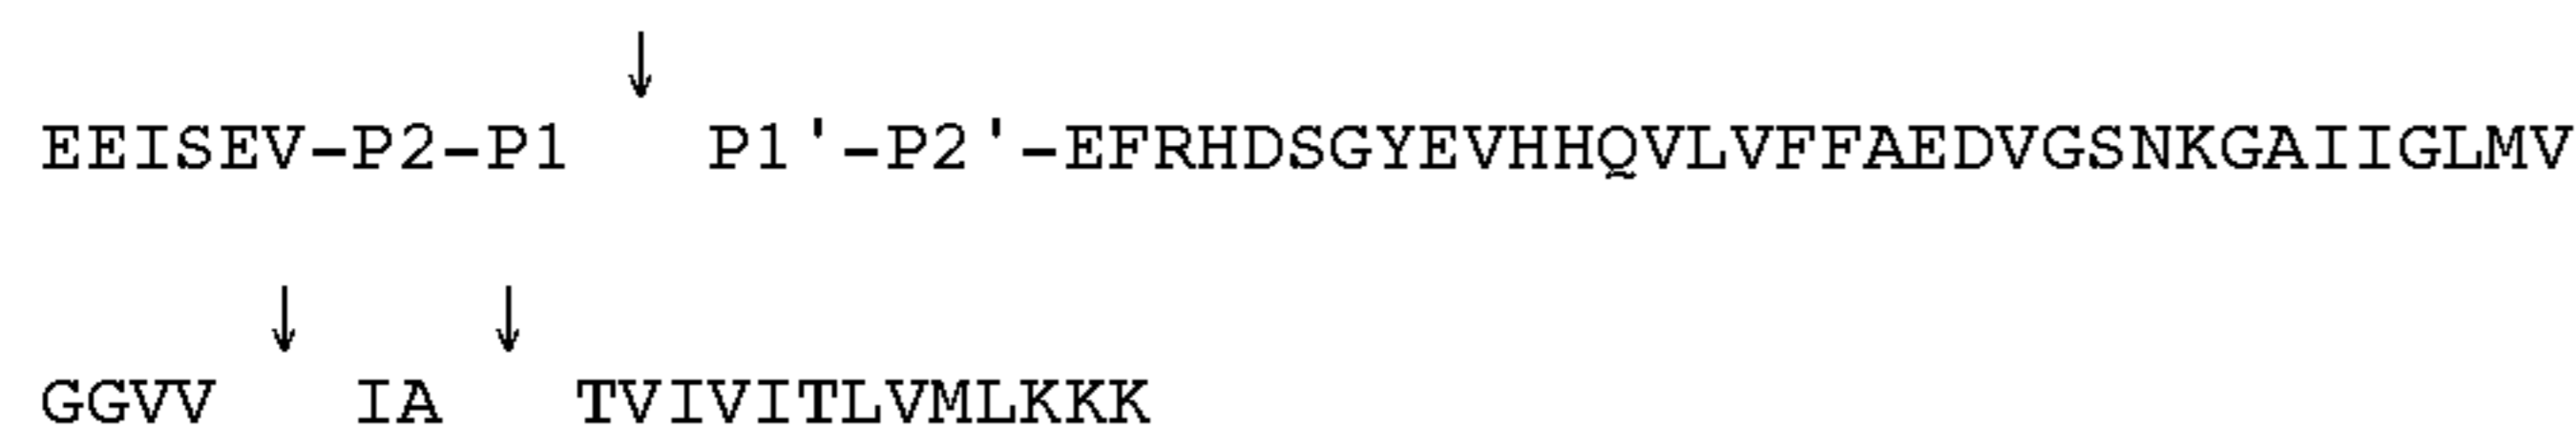 EEISEV-P2-P1 ↓ P1'-P2'-EFRHDSGYEVHHQVLVFFAEDVGSNKGAIIGLMV
GGVV ↓ IA ↓ TVIVITLVMLKKK